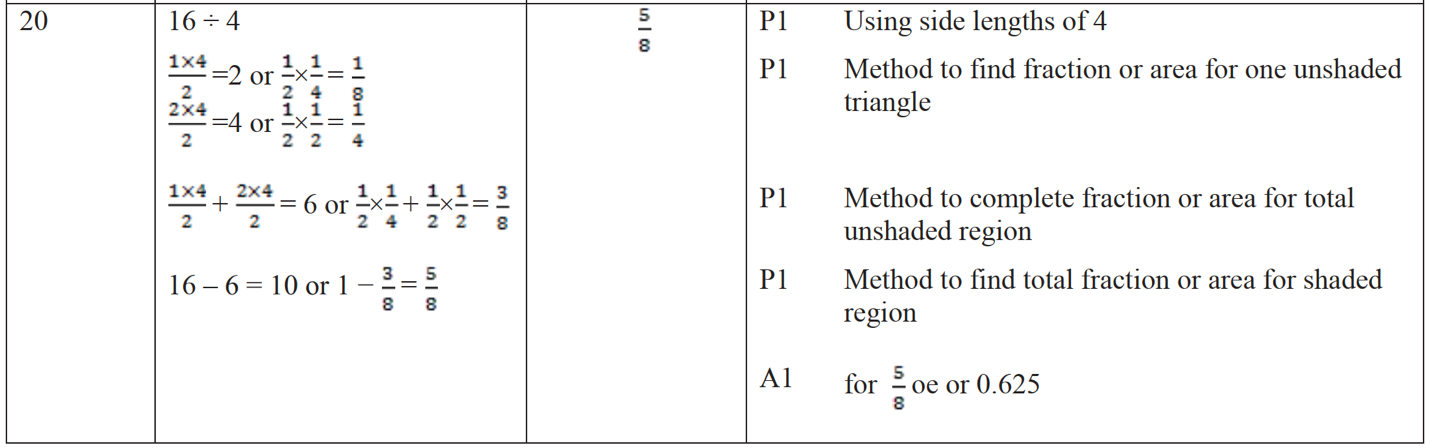 20 16 ÷ 4 5/8 P1 Using side lengths of 4
1×4/2 =2 or 1/2×1/4=1/8 P1 Method to find fraction or area for one unshaded
triangle
2×4/2 =4 or 1/2×1/2=1/4
1×4/2 + 2×4/2 = 6 or 1/2×1/4+1/2×1/2=3/8 P1 Method to complete fraction or area for total
unshaded region
16 – 6 = 10 or 1 − 3/8=5/8 P1 Method to find total fraction or area for shaded
region
A1 for 5/8 oe or 0.625